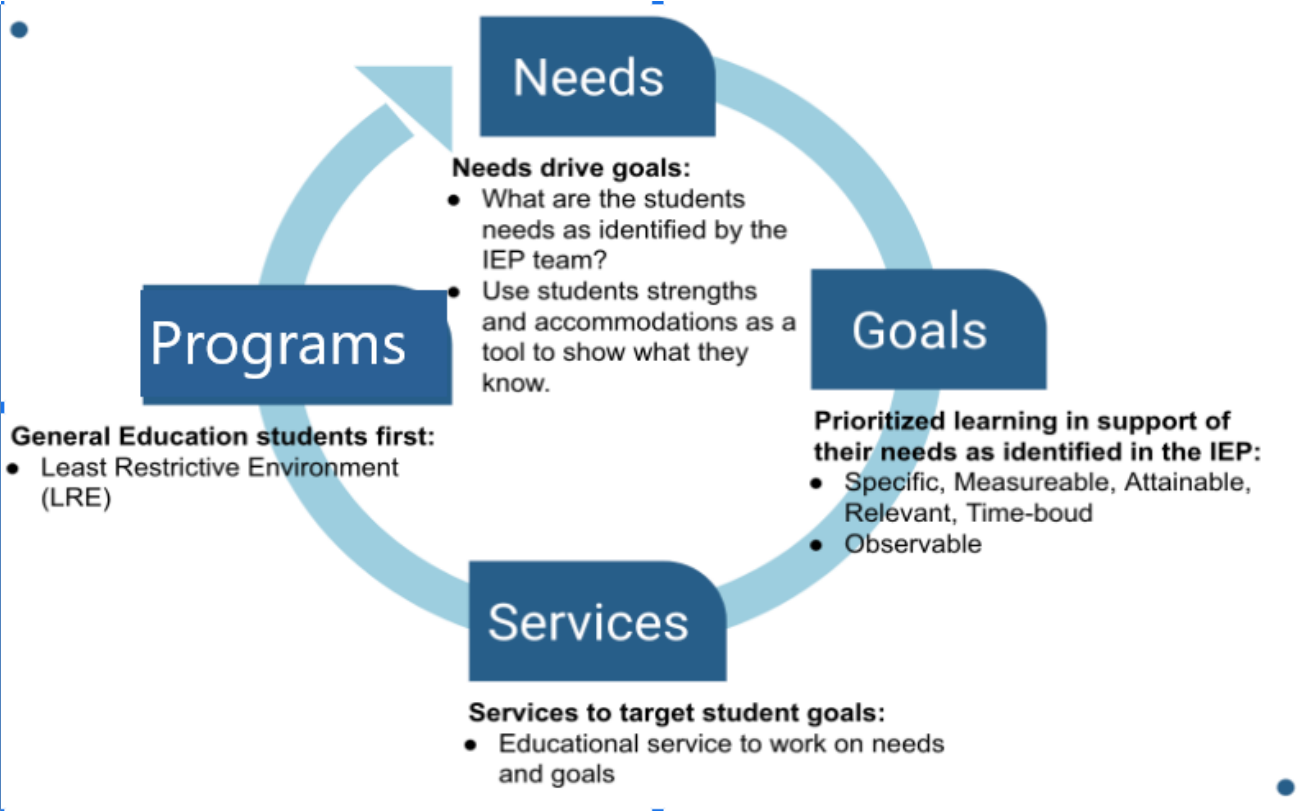 Needs
Needs drive goals:
● What are the students
needs as identified by the
IEP team?
● Use students strengths
and accommodations as a
tool to show what they
know.
Goals
Prioritized learning in support of
their needs as identified in the IEP:
● Specific, Measureable, Attainable,
Relevant, Time-boud
● Observable
Services
Services to target student goals:
● Educational service to work on needs
and goals
Programs
General Education students first:
● Least Restrictive Environment
(LRE)